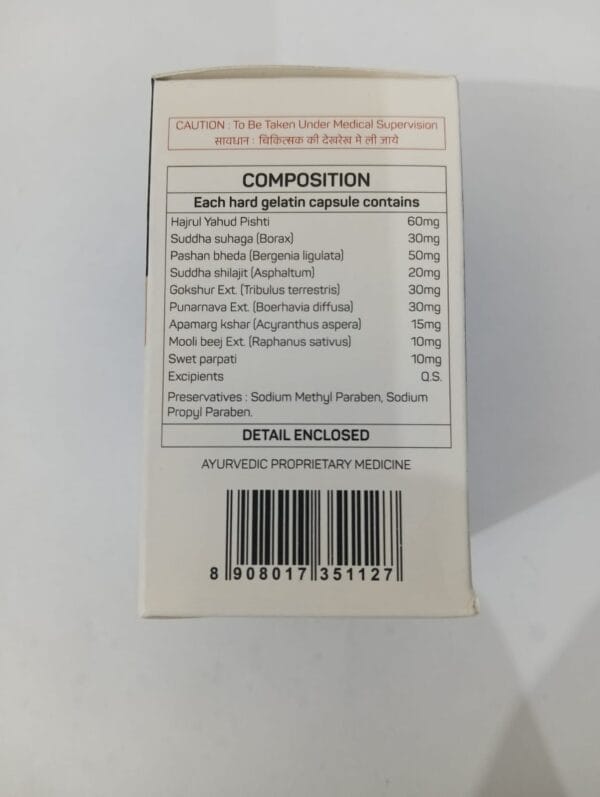 CAUTION : To Be Taken Under Medical Supervision
सावधान : चिकित्सक की देखरेख मे ली जाये
COMPOSITION
Each hard gelatin capsule contains
Hajrul Yahud Pishti 60mg
Suddha suhaga (Borax) 30mg
Pashan bheda (Bergenia ligulata) 50mg
Suddha shilajit (Asphaltum) 20mg
Gokshur Ext. (Tribulus terrestris) 30mg
Punarnava Ext. (Boerhavia diffusa) 30mg
Apamarg kshar (Acyranthus aspera) 15mg
Mooli beej Ext. (Raphanus sativus) 10mg
Swet parpati 10mg
Excipients Q.S.
Preservatives : Sodium Methyl Paraben, Sodium
Propyl Paraben.
DETAIL ENCLOSED
AYURVEDIC PROPRIETARY MEDICINE
8 908017 351127